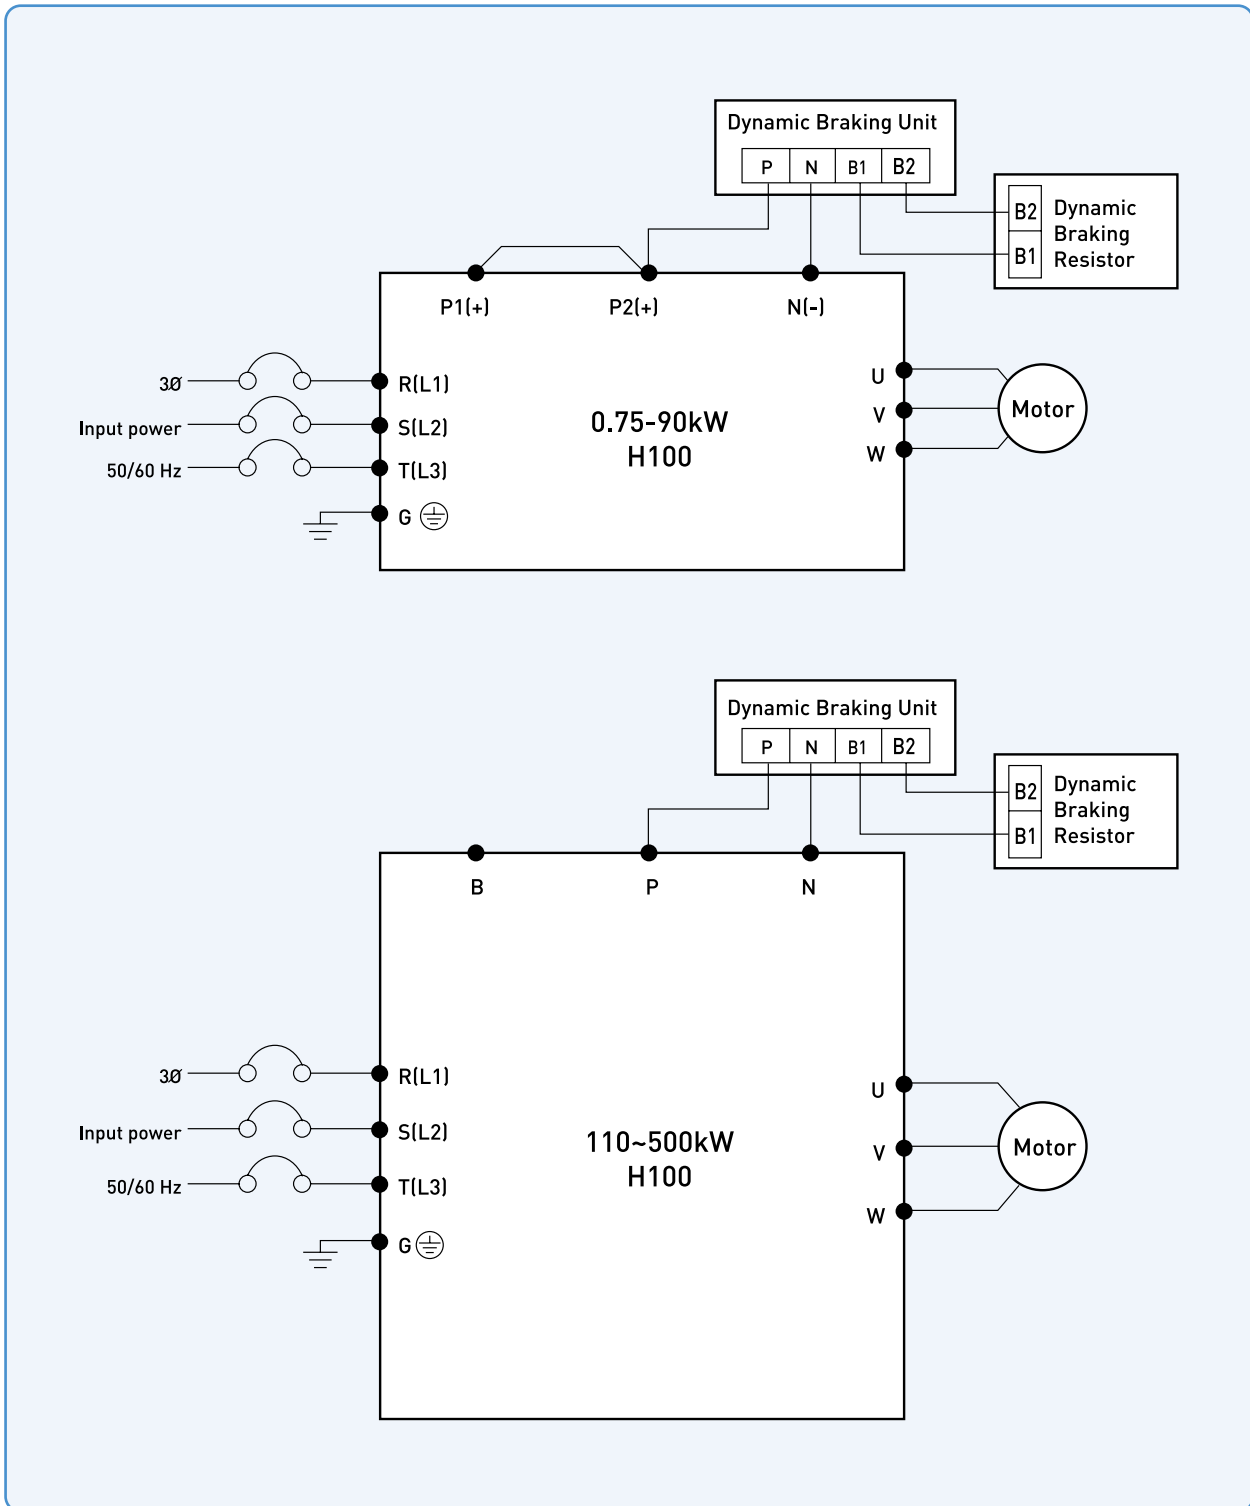 Dynamic Braking Unit
P N B1 B2
B2
B1
Dynamic
Braking
Resistor
P1(+) P2(+) N(-)
3Ø
Input power
50/60 Hz
R(L1)
S(L2)
T(L3)
G
0.75-90kW
H100
U
V
W
Motor
Dynamic Braking Unit
P N B1 B2
B2
B1
Dynamic
Braking
Resistor
B P N
3Ø
Input power
50/60 Hz
R(L1)
S(L2)
T(L3)
G
110~500kW
H100
U
V
W
Motor